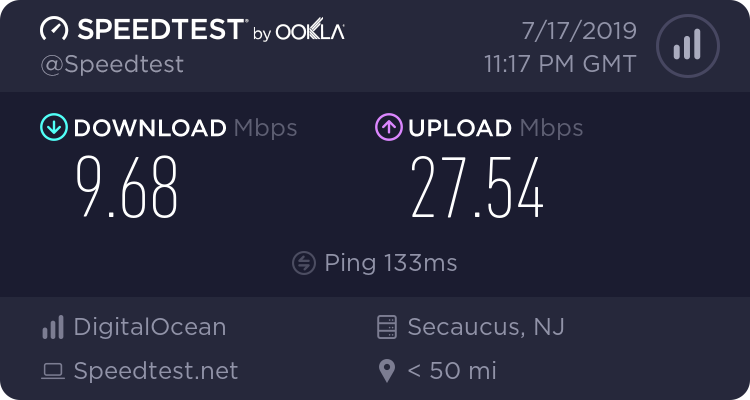 SPEEDTEST® by OOKLA®
7/17/2019
@Speedtest
11:17 PM GMT
DOWNLOAD Mbps
9.68
UPLOAD Mbps
27.54
Ping 133ms
DigitalOcean
Secaucus, NJ
Speedtest.net
< 50 mi